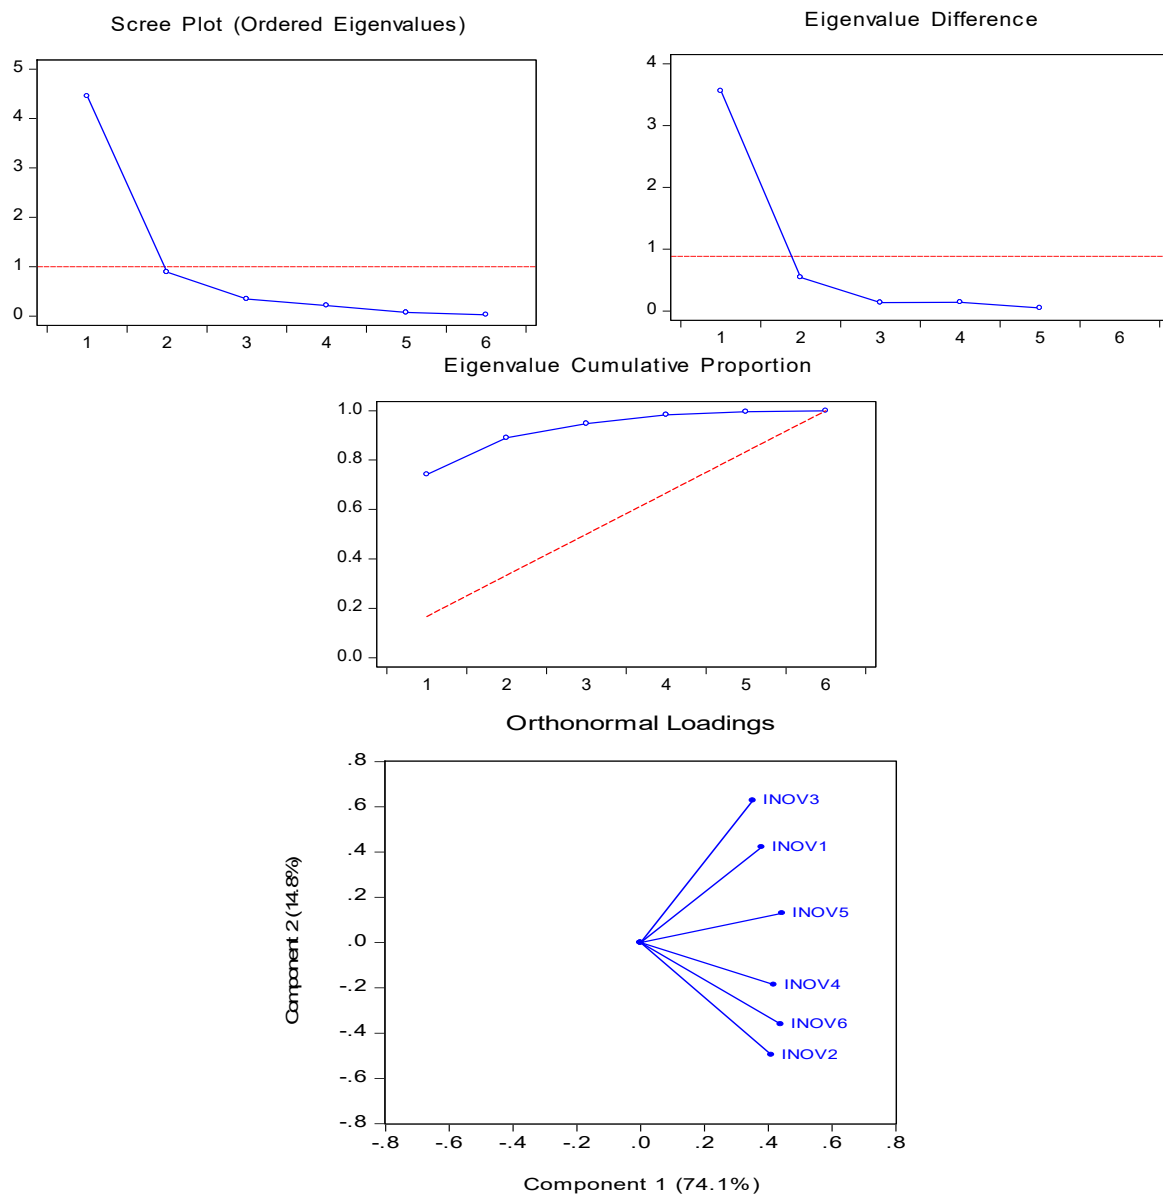 Scree Plot (Ordered Eigenvalues)
5
4
3
2
1
0
1 2 3 4 5 6
Eigenvalue Difference
4
3
2
1
0
1 2 3 4 5 6
Eigenvalue Cumulative Proportion
1.0
0.8
0.6
0.4
0.2
0.0
1 2 3 4 5 6
Orthonormal Loadings
Component 2 (14.8%)
.8
.6
.4
.2
.0
-.2
-.4
-.6
-.8
INOV3
INOV1
INOV5
INOV4
INOV6
INOV2
-.8 -.6 -.4 -.2 .0 .2 .4 .6 .8
Component 1 (74.1%)